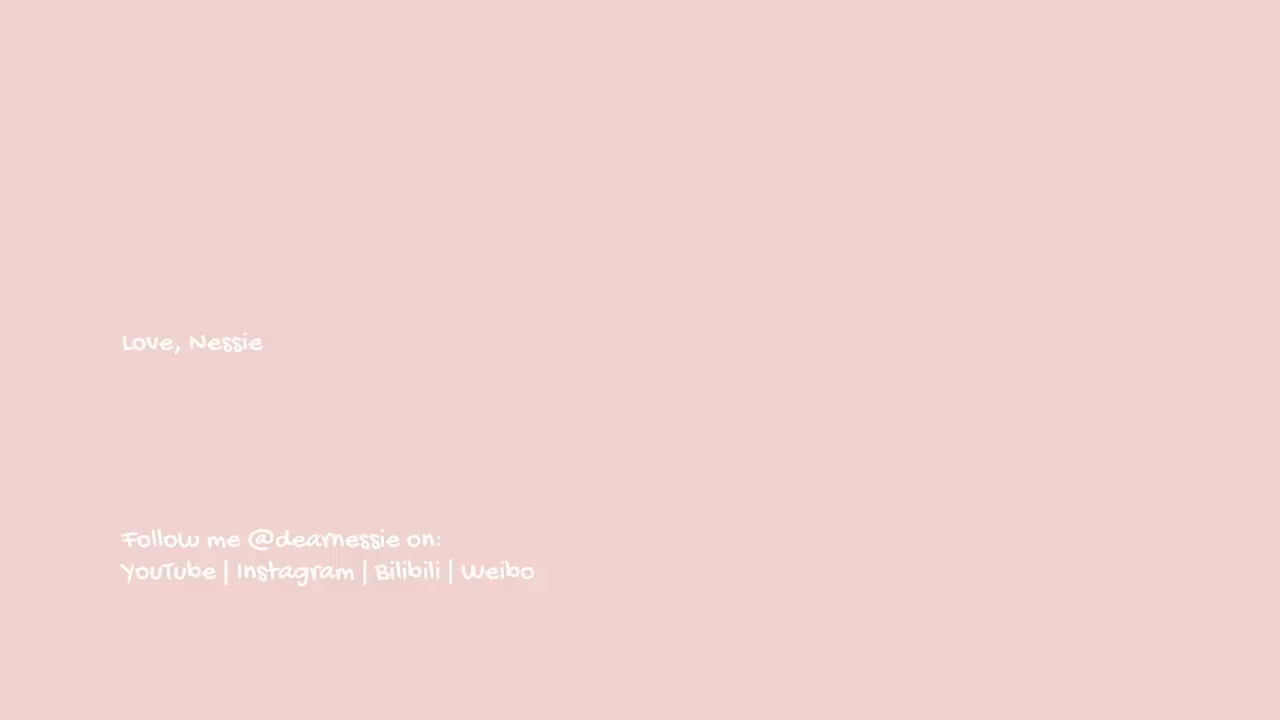 Love, Nessie
Follow me @dearnessie on:
YouTube | Instagram | Bilibili | Weibo